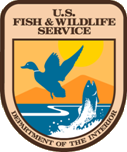 U.S.
FISH & WILDLIFE
SERVICE
DEPARTMENT OF THE INTERIOR